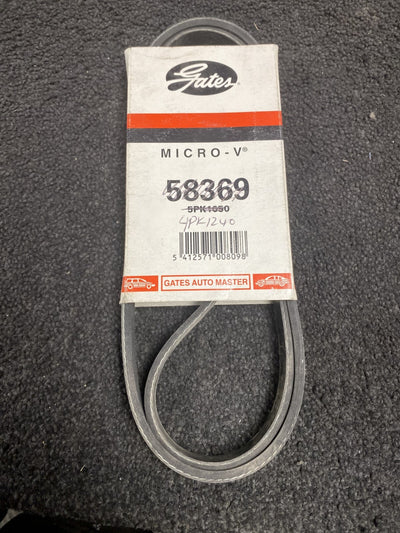 Gates
MICRO-V®
58369
5PK1050
4PK1240
5 412571 008098
GATES AUTO MASTER